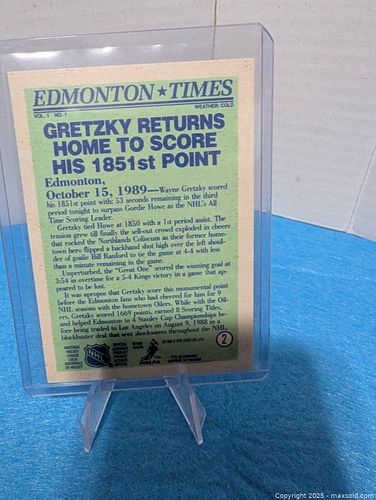 EDMONTON ★ TIMES
VOL. 1 NO. 1 WEATHER: COLD
GRETZKY RETURNS
HOME TO SCORE
HIS 1851st POINT
Edmonton,
October 15, 1989—Wayne Gretzky scored
his 1851st point with: 53 seconds remaining in the third
period tonight to surpass Gordie Howe as the NHL's All
Time Scoring Leader.
Gretzky tied Howe at 1850 with a 1st period assist. The
tension grew till finally the sell-out crowd exploded in cheers
that rocked the Northlands Coliseum as their former home-
town hero flipped a backhand shot high over the left shoul-
der of goalie Bill Ranford to tie the game at 4-4 with less
than a minute remaining in the game.
Unperturbed, the "Great One" scored the winning goal at
3:54 in overtime for a 5-4 Kings victory in a game that ap-
peared to be lost.
It was apropos that Gretzky score this monumental point
before the Edmonton fans who had cheered for him for 9
NHL seasons with the hometown Oilers. While with the Oil-
ers, Gretzky scored 1669 points, earned 8 Scoring Titles,
and helped Edmonton to 4 Stanley Cup Championships be-
fore being traded to Los Angeles on August 9, 1988 in a
blockbuster deal that sent shockwaves throughout the NHL.
NATIONAL
HOCKEY
LEAGUE
NHL
NHLPA
2
Copyright 2025 - maxsold.com